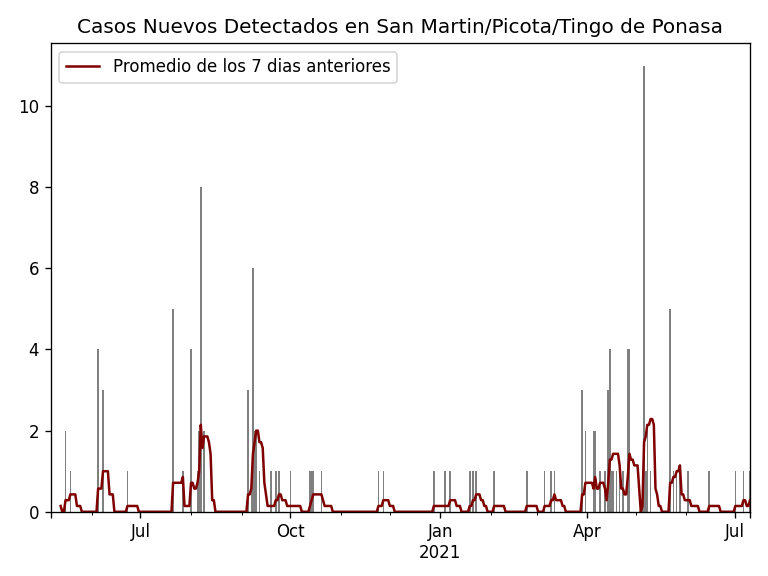 Casos Nuevos Detectados en San Martin/Picota/Tingo de Ponasa
Promedio de los 7 dias anteriores
10
8
6
4
2
0
Jul Oct Jan Apr Jul
2021